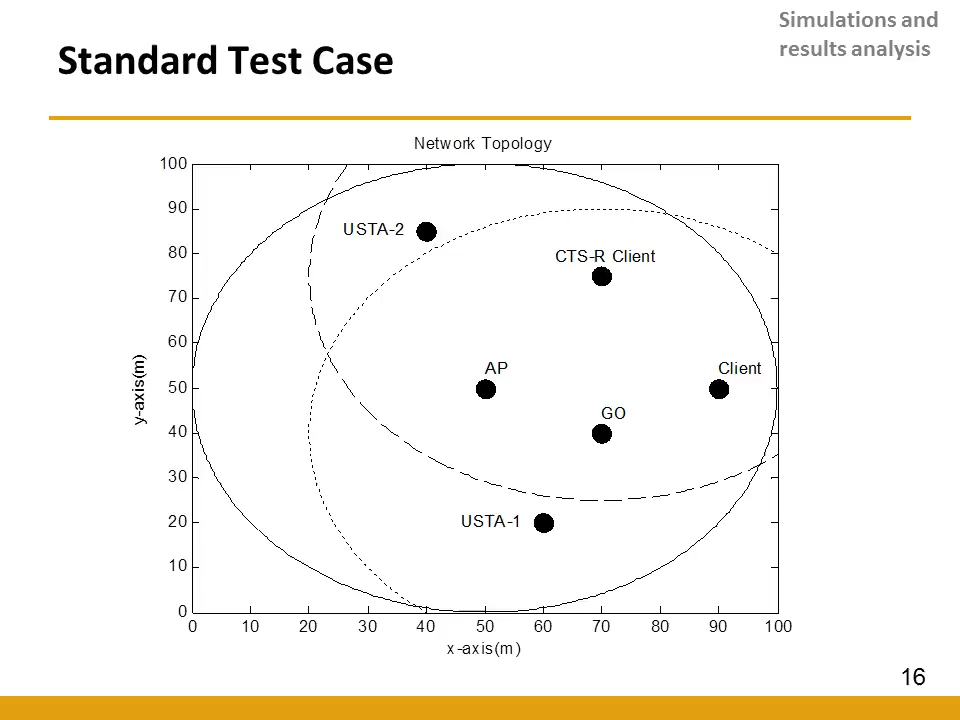 Simulations and
results analysis
Standard Test Case
Network Topology
100
90
80
70
60
50
40
30
20
10
0
y-axis(m)
USTA-2
CTS-R Client
AP
Client
GO
USTA-1
0 10 20 30 40 50 60 70 80 90 100
x-axis(m)
16